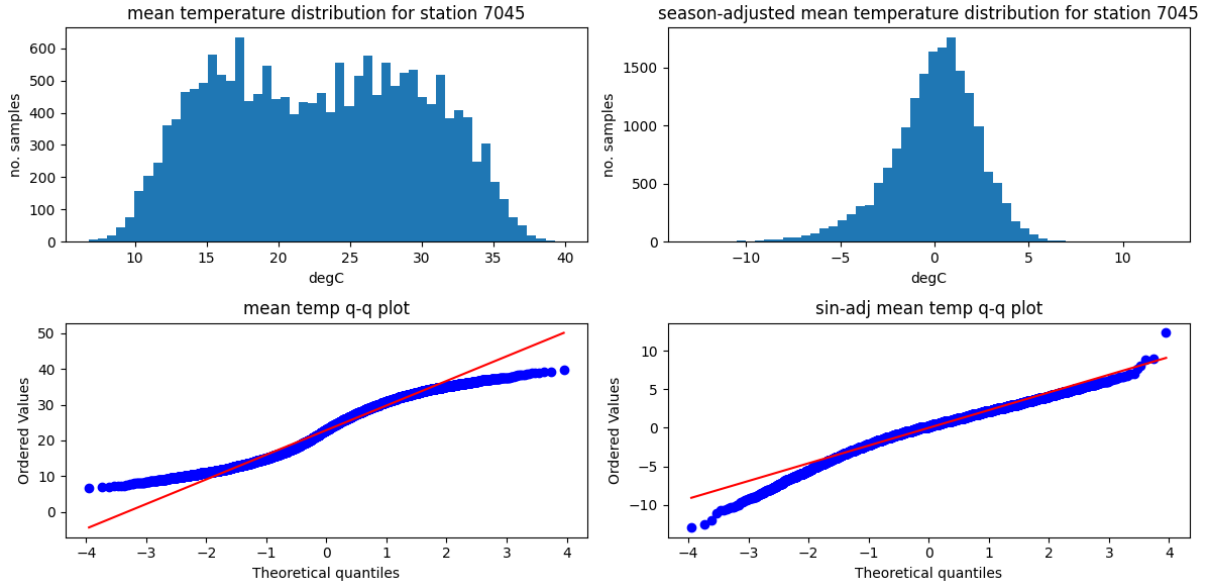 mean temperature distribution for station 7045
600
500
400
300
200
100
0
no. samples
10 15 20 25 30 35 40
degC
season-adjusted mean temperature distribution for station 7045
1500
1000
500
0
no. samples
−10 −5 0 5 10
degC
mean temp q-q plot
50
40
30
20
10
0
Ordered Values
−4 −3 −2 −1 0 1 2 3 4
Theoretical quantiles
sin-adj mean temp q-q plot
10
5
0
−5
−10
Ordered Values
−4 −3 −2 −1 0 1 2 3 4
Theoretical quantiles